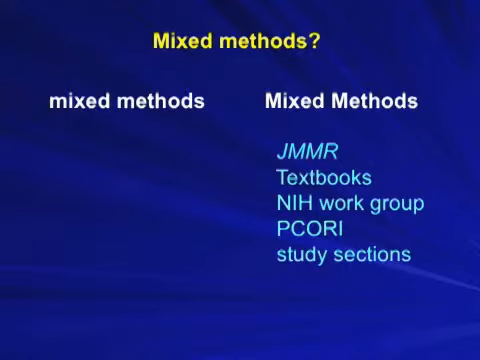 Mixed methods?
mixed methods
Mixed Methods
JMMR
Textbooks
NIH work group
PCORI
study sections